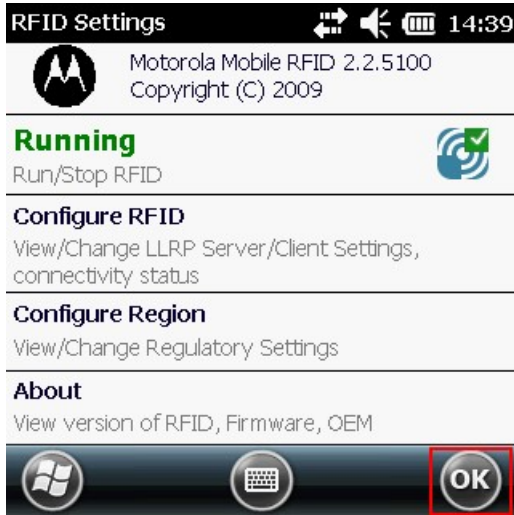 RFID Settings 14:39
Motorola Mobile RFID 2.2.5100
Copyright (C) 2009
Running
Run/Stop RFID
Configure RFID
View/Change LLRP Server/Client Settings,
connectivity status
Configure Region
View/Change Regulatory Settings
About
View version of RFID, Firmware, OEM
OK